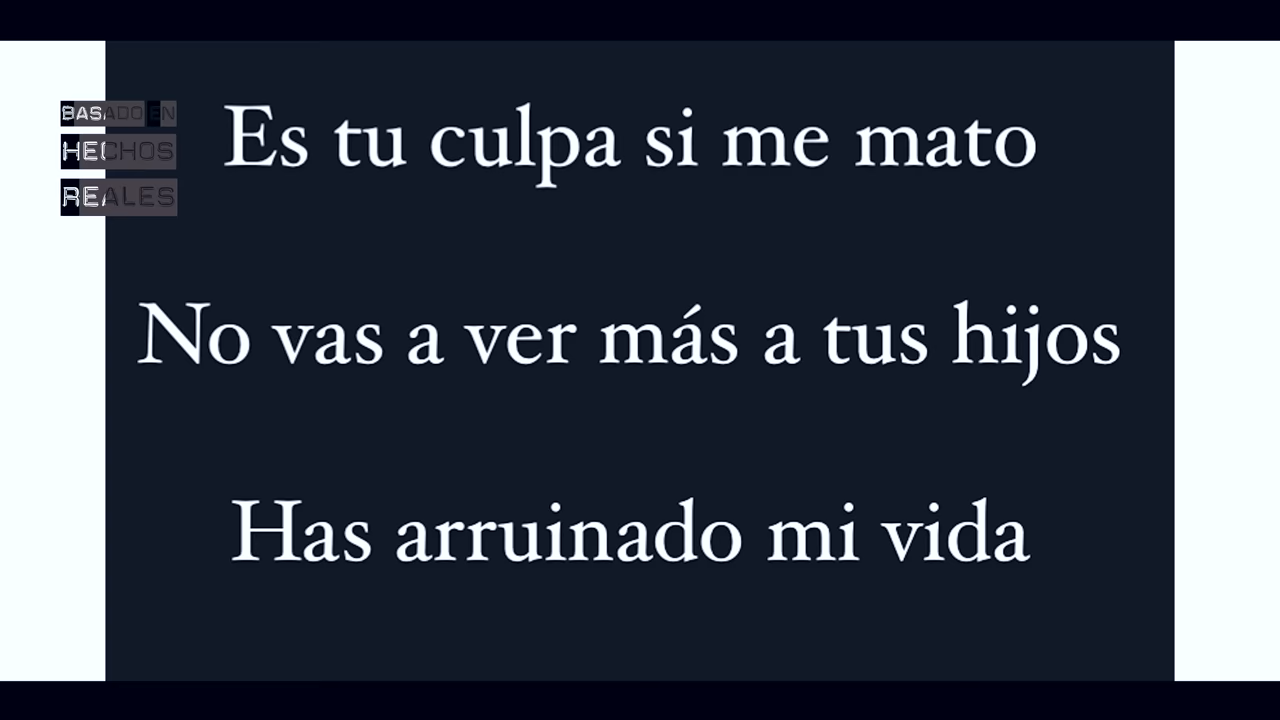 BASADO EN
HECHOS
REALES
Es tu culpa si me mato
No vas a ver más a tus hijos
Has arruinado mi vida